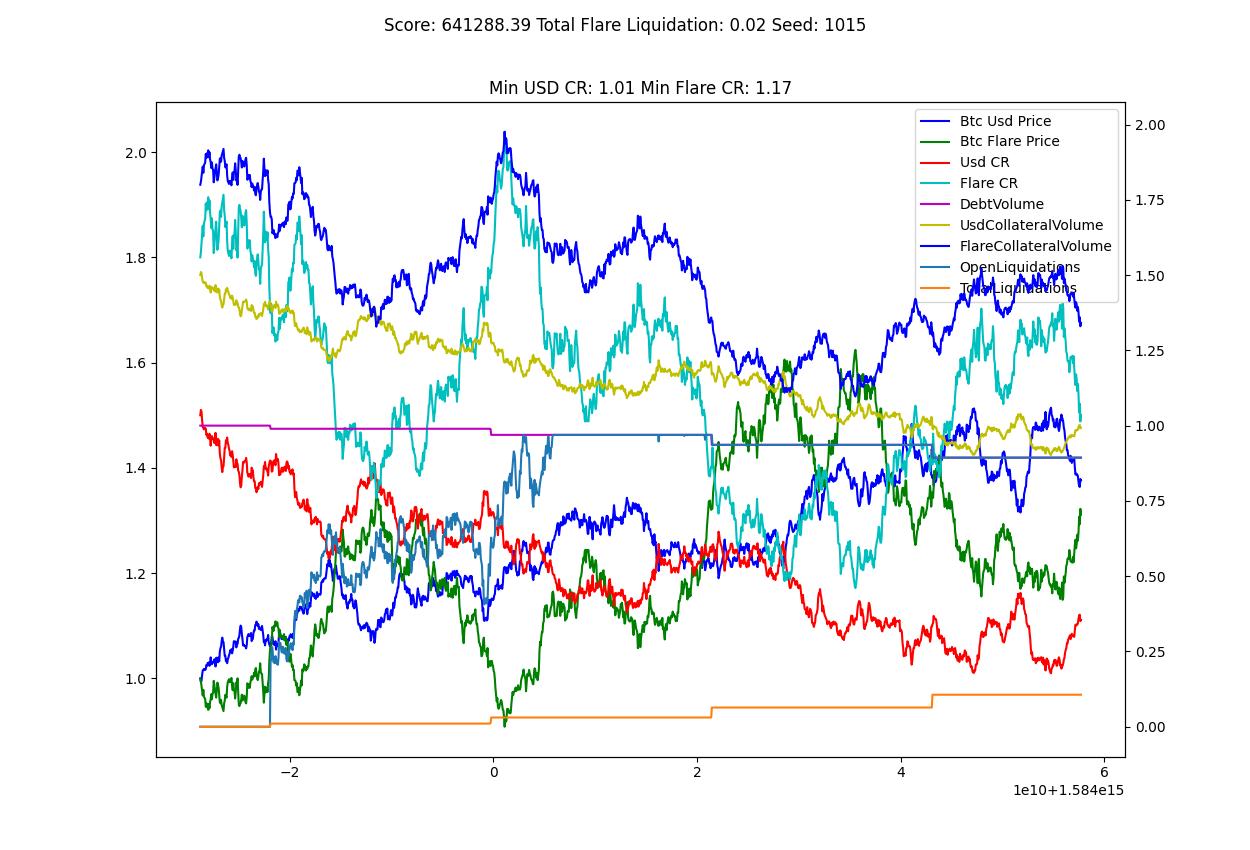 Score: 641288.39 Total Flare Liquidation: 0.02 Seed: 1015
Min USD CR: 1.01 Min Flare CR: 1.17
Btc Usd Price
Btc Flare Price
Usd CR
Flare CR
DebtVolume
UsdCollateralVolume
FlareCollateralVolume
OpenLiquidations
TotalLiquidations
2.0
1.8
1.6
1.4
1.2
1.0
2.00
1.75
1.50
1.25
1.00
0.75
0.50
0.25
0.00
−2 0 2 4 6
1e10+1.584e15